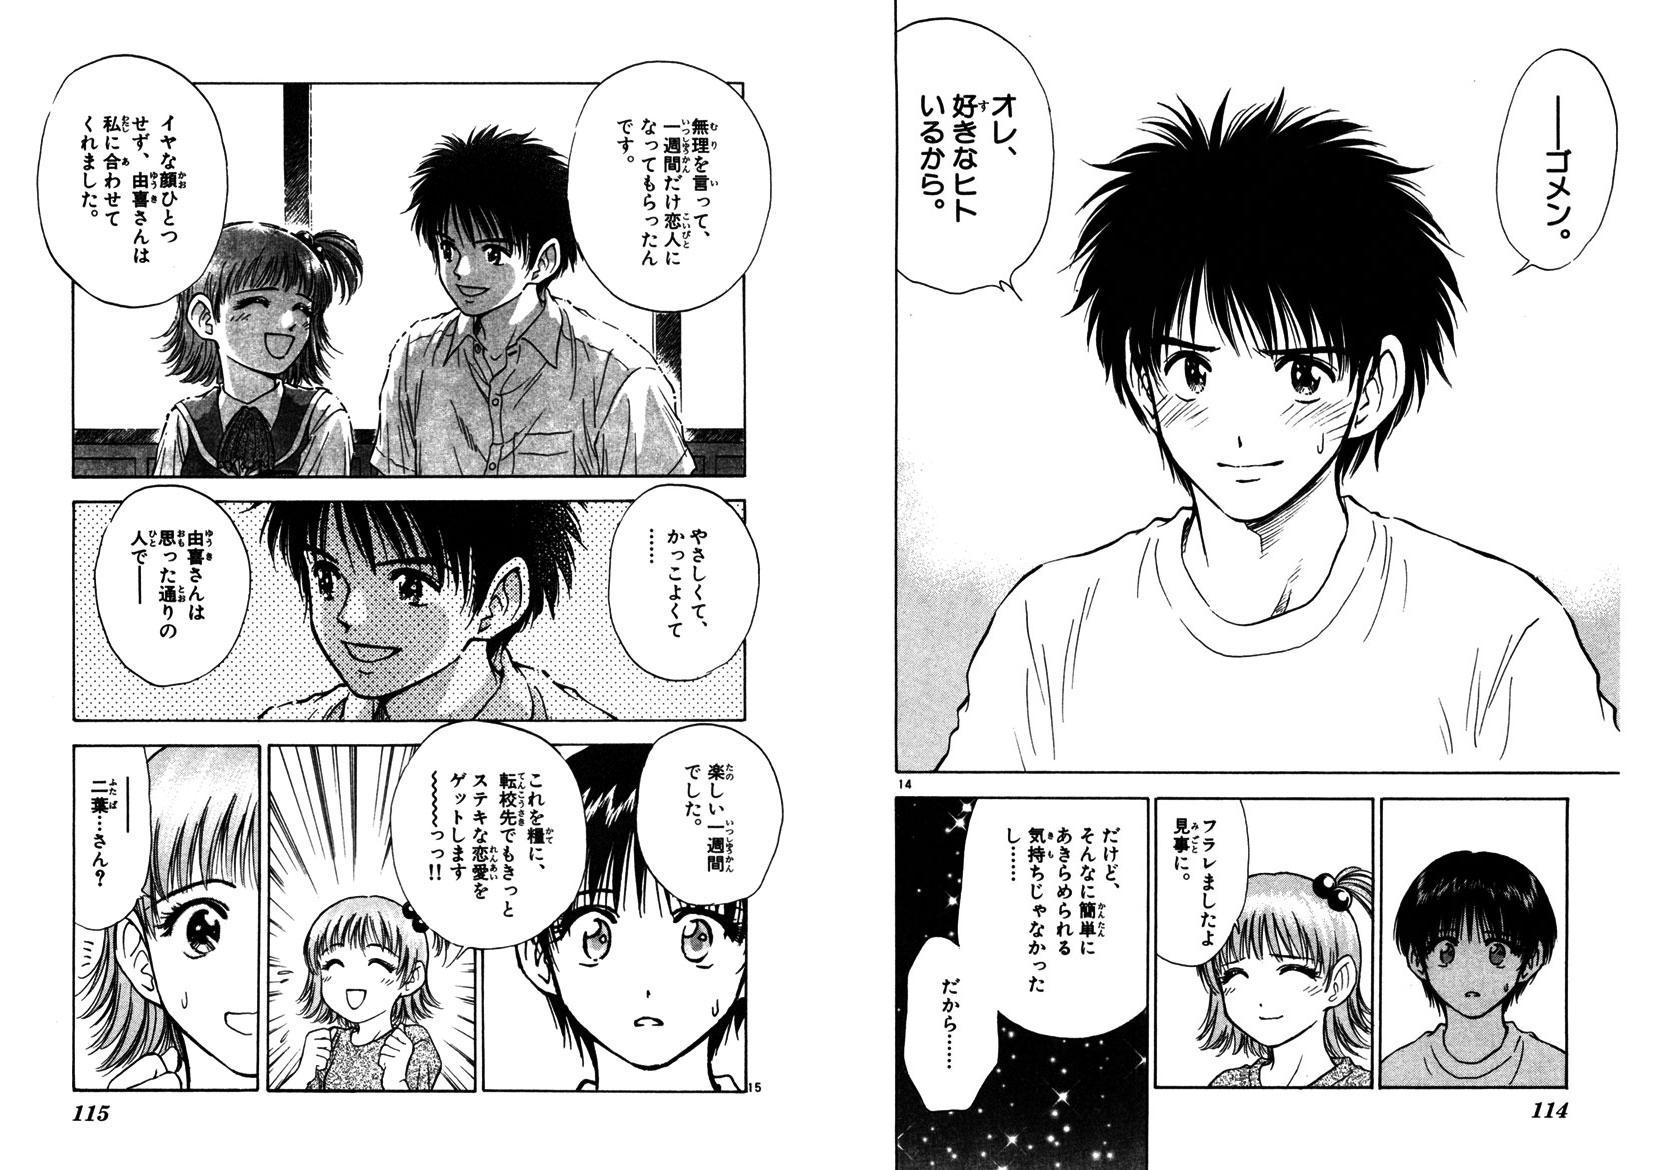 ――ゴメン。
オレ、
好きなヒト
いるから。
14
フラレましたよ
見事に。
だけど、
そんなに簡単に
あきらめられる
気持ちじゃなかった
し……
だから……
114
無理を言って、
一週間だけ恋人に
なってもらったん
です。
イヤな顔ひとつ
せず、由喜さんは
私に合わせて
くれました。
やさしくて、
かっこよくて
……
由喜さんは
思った通りの
人で――
楽しい一週間
でした。
これを糧に、
転校先でもきっと
ステキな恋愛を
ゲットします
~~~~っっ!!
――
二葉…さん?
15
115